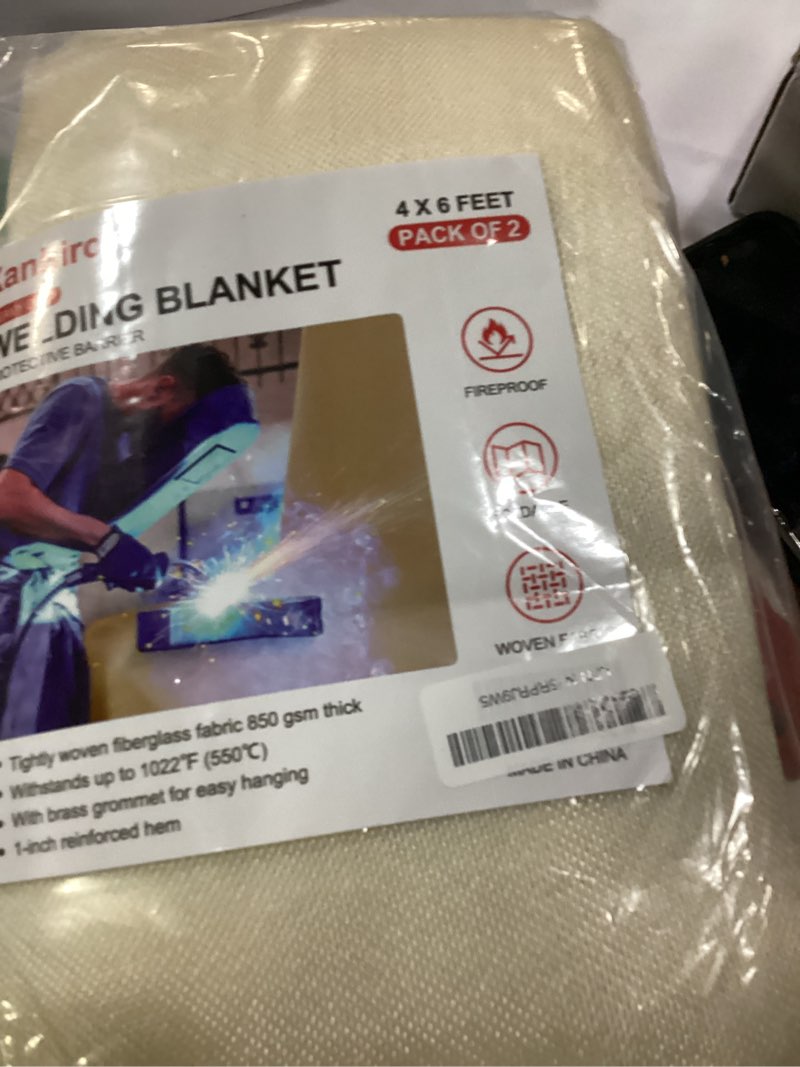 4 X 6 FEET
PACK OF 2
WELDING BLANKET
FIREPROOF
WOVEN
• Tightly woven fiberglass fabric 850 gsm thick
• Withstands up to 1022°F (550℃)
• With brass grommet for easy hanging
• 1-inch reinforced hem
MADE IN CHINA